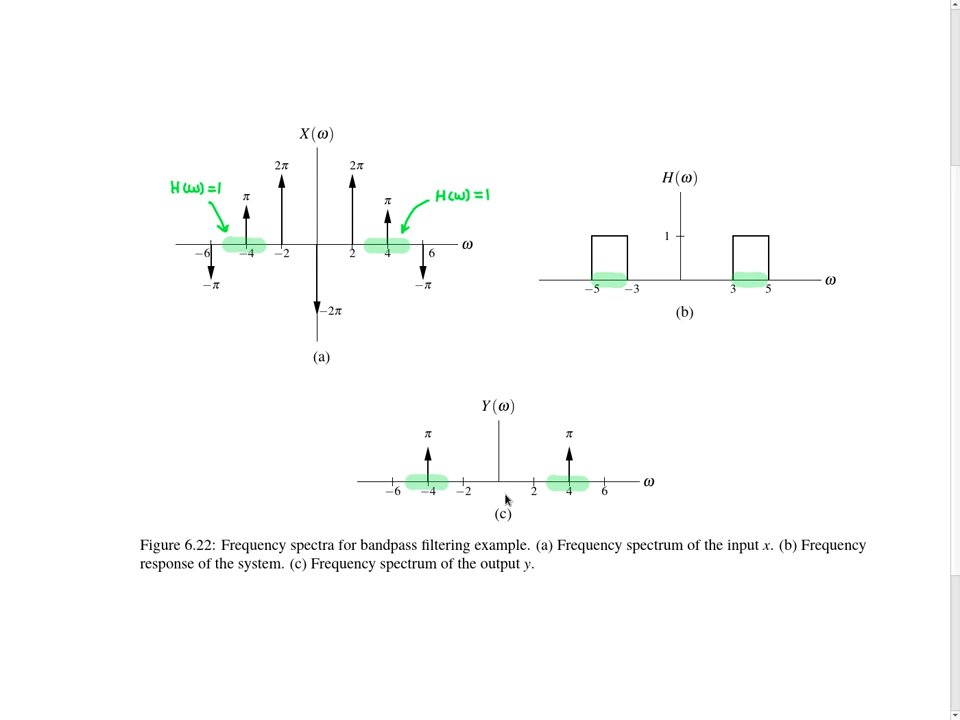 X(ω)
2π 2π
H(ω)=1 π π H(ω)=1
ω
−6 −4 −2 2 4 6
−π −π
−2π
(a)
H(ω)
1
ω
−5 −3 3 5
(b)
Y(ω)
π π
ω
−6 −4 −2 2 4 6
(c)
Figure 6.22: Frequency spectra for bandpass filtering example. (a) Frequency spectrum of the input x. (b) Frequency
response of the system. (c) Frequency spectrum of the output y.